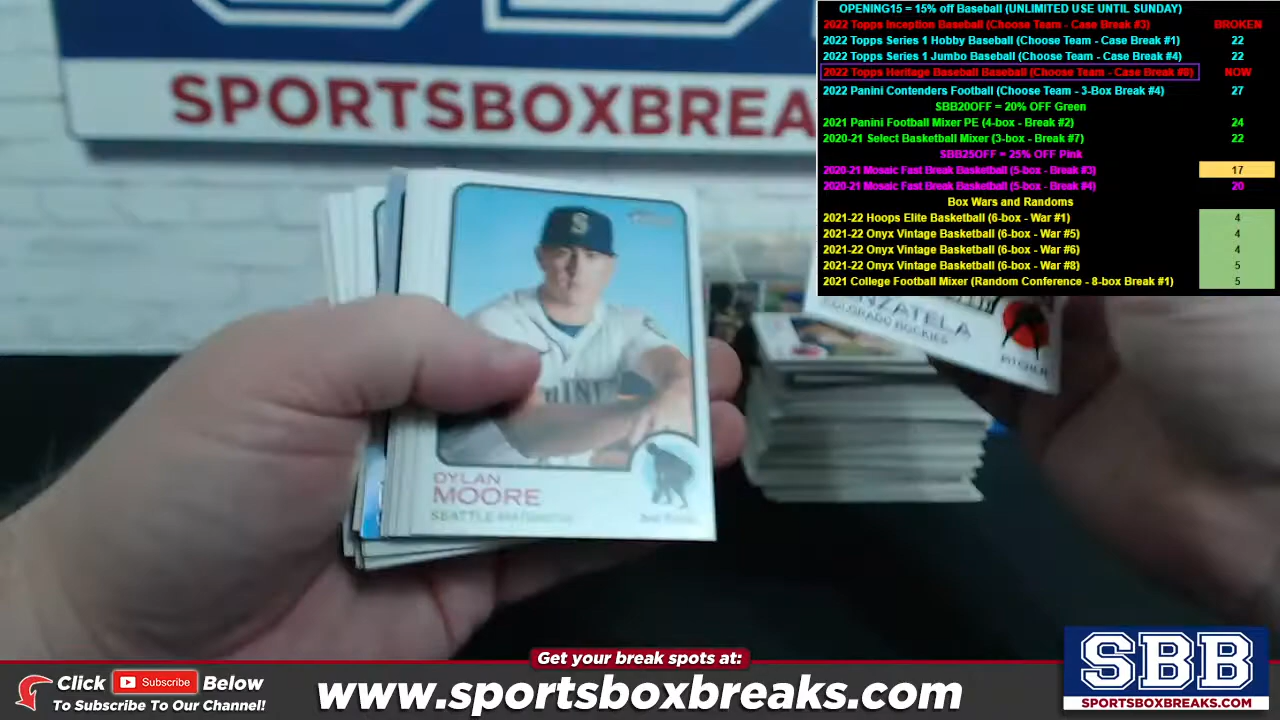 SBB
SPORTSBOXBREA
OPENING15 = 15% off Baseball (UNLIMITED USE UNTIL SUNDAY)
2022 Topps Inception Baseball (Choose Team - Case Break #3) BROKEN
2022 Topps Series 1 Hobby Baseball (Choose Team - Case Break #1) 22
2022 Topps Series 1 Jumbo Baseball (Choose Team - Case Break #4) 22
2022 Topps Heritage Baseball Baseball (Choose Team - Case Break #8) NOW
2022 Panini Contenders Football (Choose Team - 3-Box Break #4) 27
SBB20OFF = 20% OFF Green
2021 Panini Football Mixer PE (4-box - Break #2) 24
2020-21 Select Basketball Mixer (3-box - Break #7) 22
SBB25OFF = 25% OFF Pink
2020-21 Mosaic Fast Break Basketball (5-box - Break #3) 17
2020-21 Mosaic Fast Break Basketball (5-box - Break #4) 20
Box Wars and Randoms
2021-22 Hoops Elite Basketball (6-box - War #1) 4
2021-22 Onyx Vintage Basketball (6-box - War #5) 4
2021-22 Onyx Vintage Basketball (6-box - War #6) 4
2021-22 Onyx Vintage Basketball (6-box - War #8) 5
2021 College Football Mixer (Random Conference - 8-box Break #1) 5
S
NZATELA
COLORADO ROCKIES
PITCHER
DYLAN
MOORE
SEATTLE MARINERS
Get your break spots at:
Click Subscribe Below
To Subscribe To Our Channel!
www.sportsboxbreaks.com
SBB
SPORTSBOXBREAKS.COM